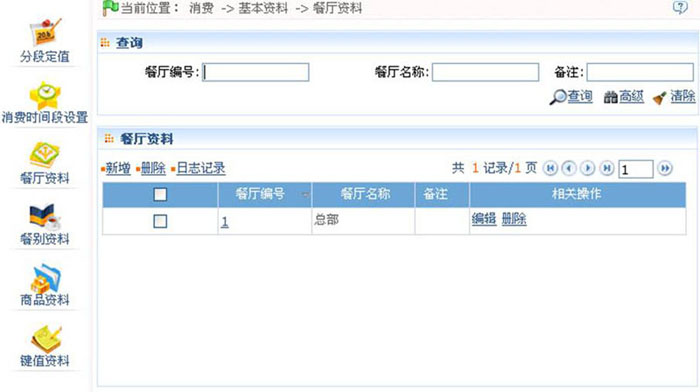 当前位置： 消费 -> 基本资料 -> 餐厅资料
分段定值
消费时间段设置
餐厅资料
餐别资料
商品资料
键值资料
查询
餐厅编号: 餐厅名称: 备注:
查询 高级 清除
餐厅资料
新增 删除 日志记录 共 1 记录/1 页 1
餐厅编号 餐厅名称 备注 相关操作
1 总部 编辑 删除